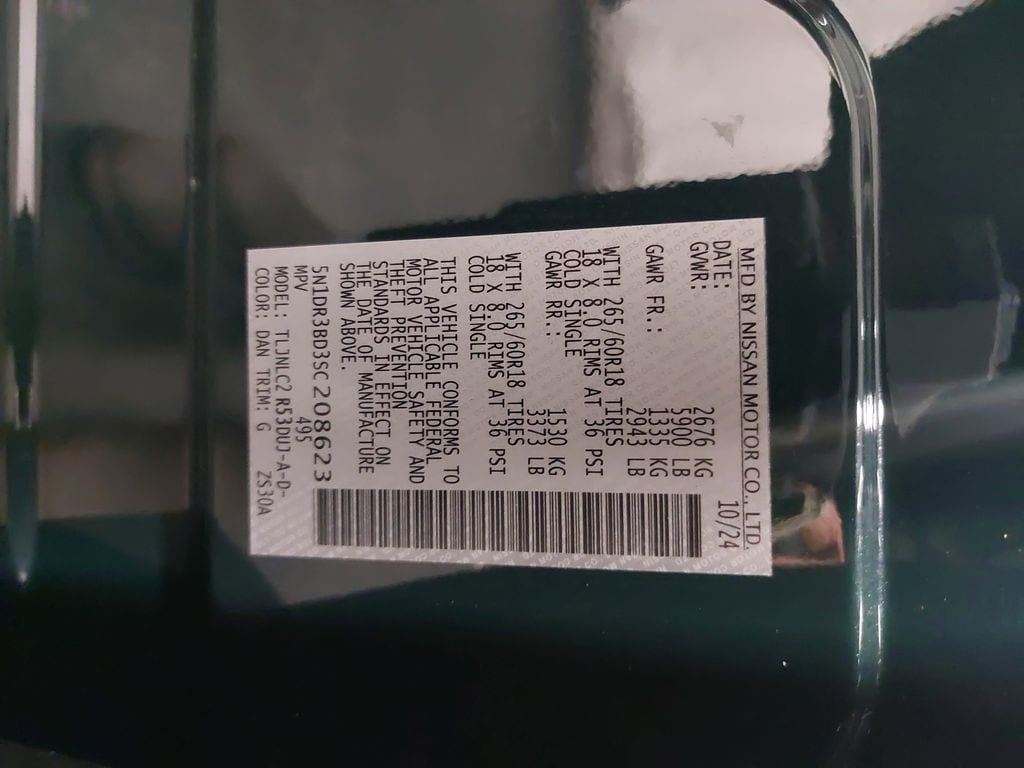 MFD BY NISSAN MOTOR CO., LTD.
DATE: 10/24
GVWR: 2676 KG
5900 LB
GAWR FR.: 1335 KG
2943 LB
WITH 265/60R18 TIRES
18 X 8.0 RIMS AT 36 PSI
COLD SINGLE
GAWR RR.: 1530 KG
3373 LB
WITH 265/60R18 TIRES
18 X 8.0 RIMS AT 36 PSI
COLD SINGLE
THIS VEHICLE CONFORMS TO
ALL APPLICABLE FEDERAL
MOTOR VEHICLE SAFETY AND
THEFT PREVENTION
STANDARDS IN EFFECT ON
THE DATE OF MANUFACTURE
SHOWN ABOVE.
5N1DR3BD3SC208623
MPV 495
MODEL: TLJNLC2 R53DUJ-A-D-
COLOR: DAN TRIM: G ZS30A